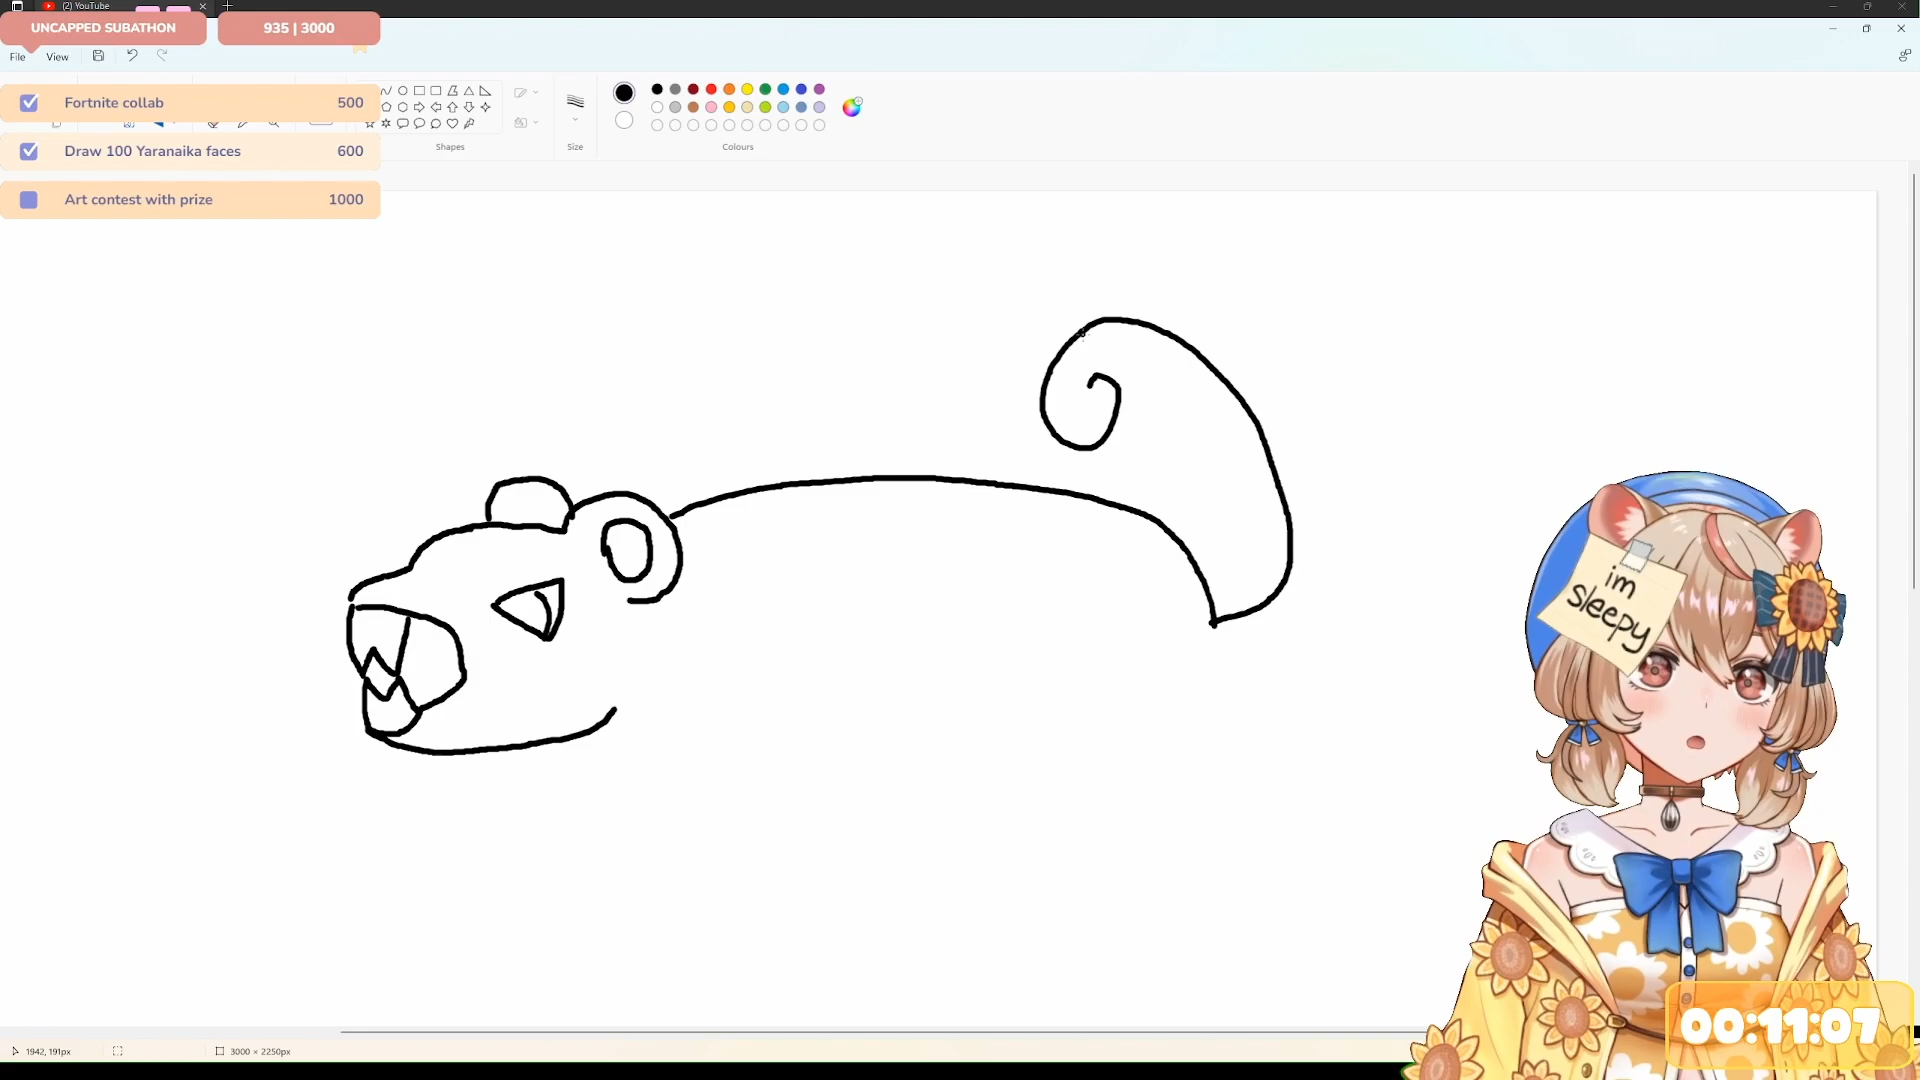 (2) YouTube
UNCAPPED SUBATHON
935 | 3000
File
View
Fortnite collab 500
Draw 100 Yaranaika faces 600
Art contest with prize 1000
Shapes
Size
Colours
im
sleepy
00:11:07
1942, 191px
3000 × 2250px